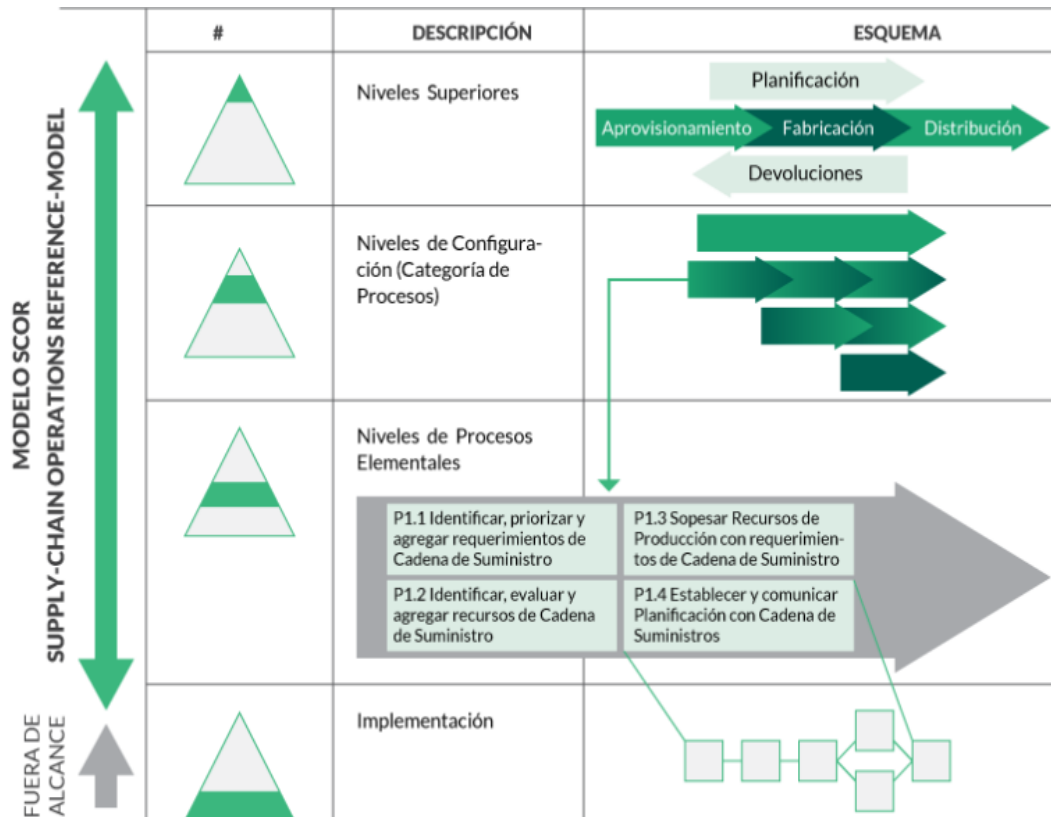 #
DESCRIPCIÓN
ESQUEMA
MODELO SCOR
SUPPLY-CHAIN OPERATIONS REFERENCE-MODEL
Niveles Superiores
Planificación
Aprovisionamiento
Fabricación
Distribución
Devoluciones
Niveles de Configura-
ción (Categoría de
Procesos)
Niveles de Procesos
Elementales
P1.1 Identificar, priorizar y
agregar requerimientos de
Cadena de Suministro
P1.3 Sopesar Recursos de
Producción con requerimien-
tos de Cadena de Suministro
P1.2 Identificar, evaluar y
agregar recursos de Cadena
de Suministro
P1.4 Establecer y comunicar
Planificación con Cadena de
Suministros
FUERA DE
ALCANCE
Implementación